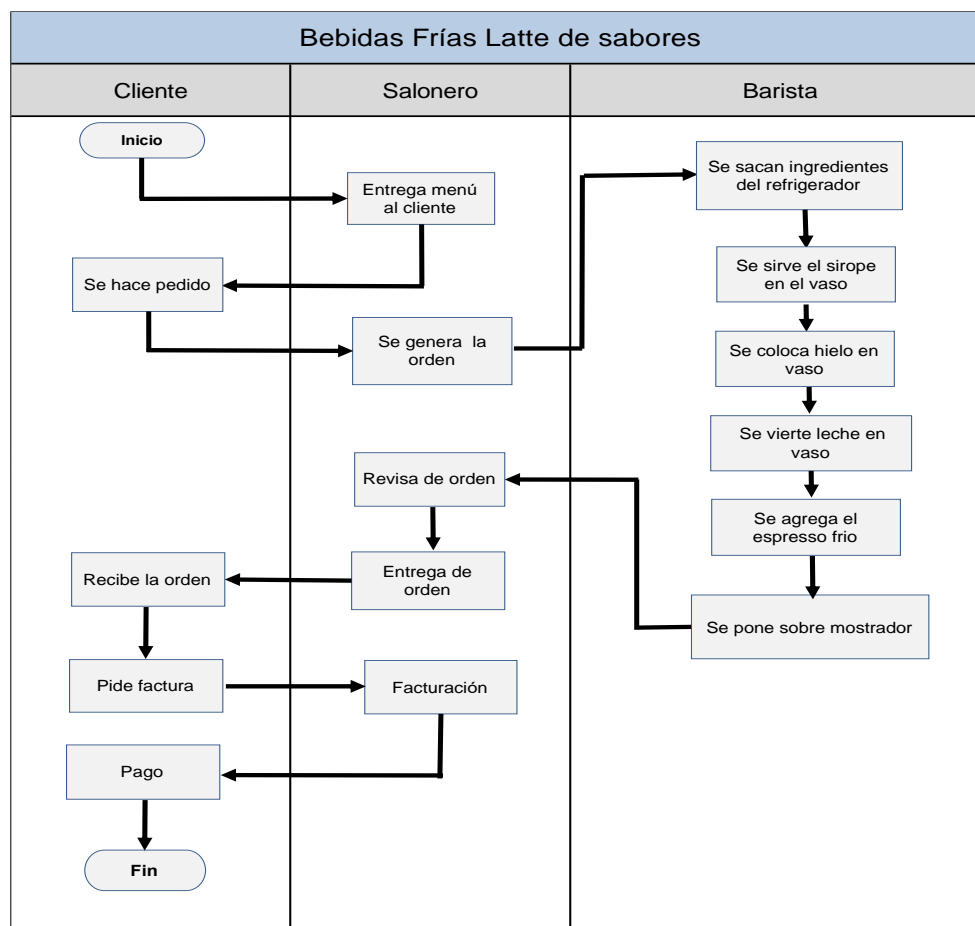 Bebidas Frías Latte de sabores
Cliente
Salonero
Barista
Inicio
Entrega menú
al cliente
Se hace pedido
Se genera la
orden
Se sacan ingredientes
del refrigerador
Se sirve el sirope
en el vaso
Se coloca hielo en
vaso
Se vierte leche en
vaso
Se agrega el
espresso frio
Se pone sobre mostrador
Revisa de orden
Entrega de
orden
Recibe la orden
Pide factura
Facturación
Pago
Fin